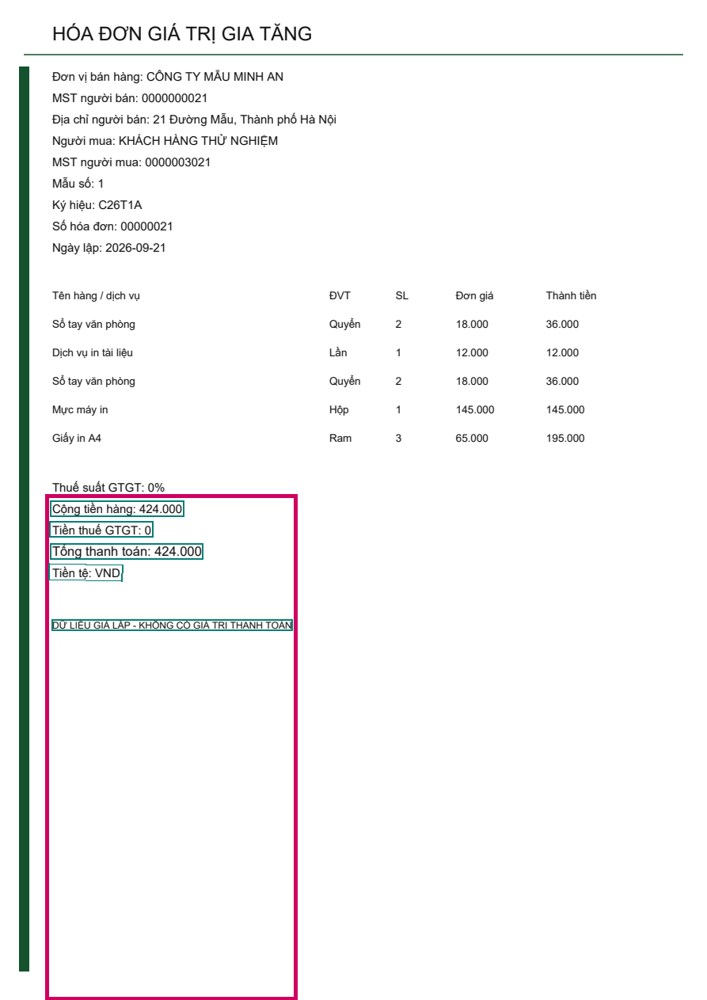 HÓA ĐƠN GIÁ TRỊ GIA TĂNG
Đơn vị bán hàng: CÔNG TY MẪU MINH AN
MST người bán: 0000000021
Địa chỉ người bán: 21 Đường Mẫu, Thành phố Hà Nội
Người mua: KHÁCH HÀNG THỬ NGHIỆM
MST người mua: 0000003021
Mẫu số: 1
Ký hiệu: C26T1A
Số hóa đơn: 00000021
Ngày lập: 2026-09-21
Tên hàng / dịch vụ ĐVT SL Đơn giá Thành tiền
Sổ tay văn phòng Quyển 2 18.000 36.000
Dịch vụ in tài liệu Lần 1 12.000 12.000
Sổ tay văn phòng Quyển 2 18.000 36.000
Mực máy in Hộp 1 145.000 145.000
Giấy in A4 Ram 3 65.000 195.000
Thuế suất GTGT: 0%
Cộng tiền hàng: 424.000
Tiền thuế GTGT: 0
Tổng thanh toán: 424.000
Tiền tệ: VND
DỮ LIỆU GIẢ LẬP - KHÔNG CÓ GIÁ TRỊ THANH TOÁN